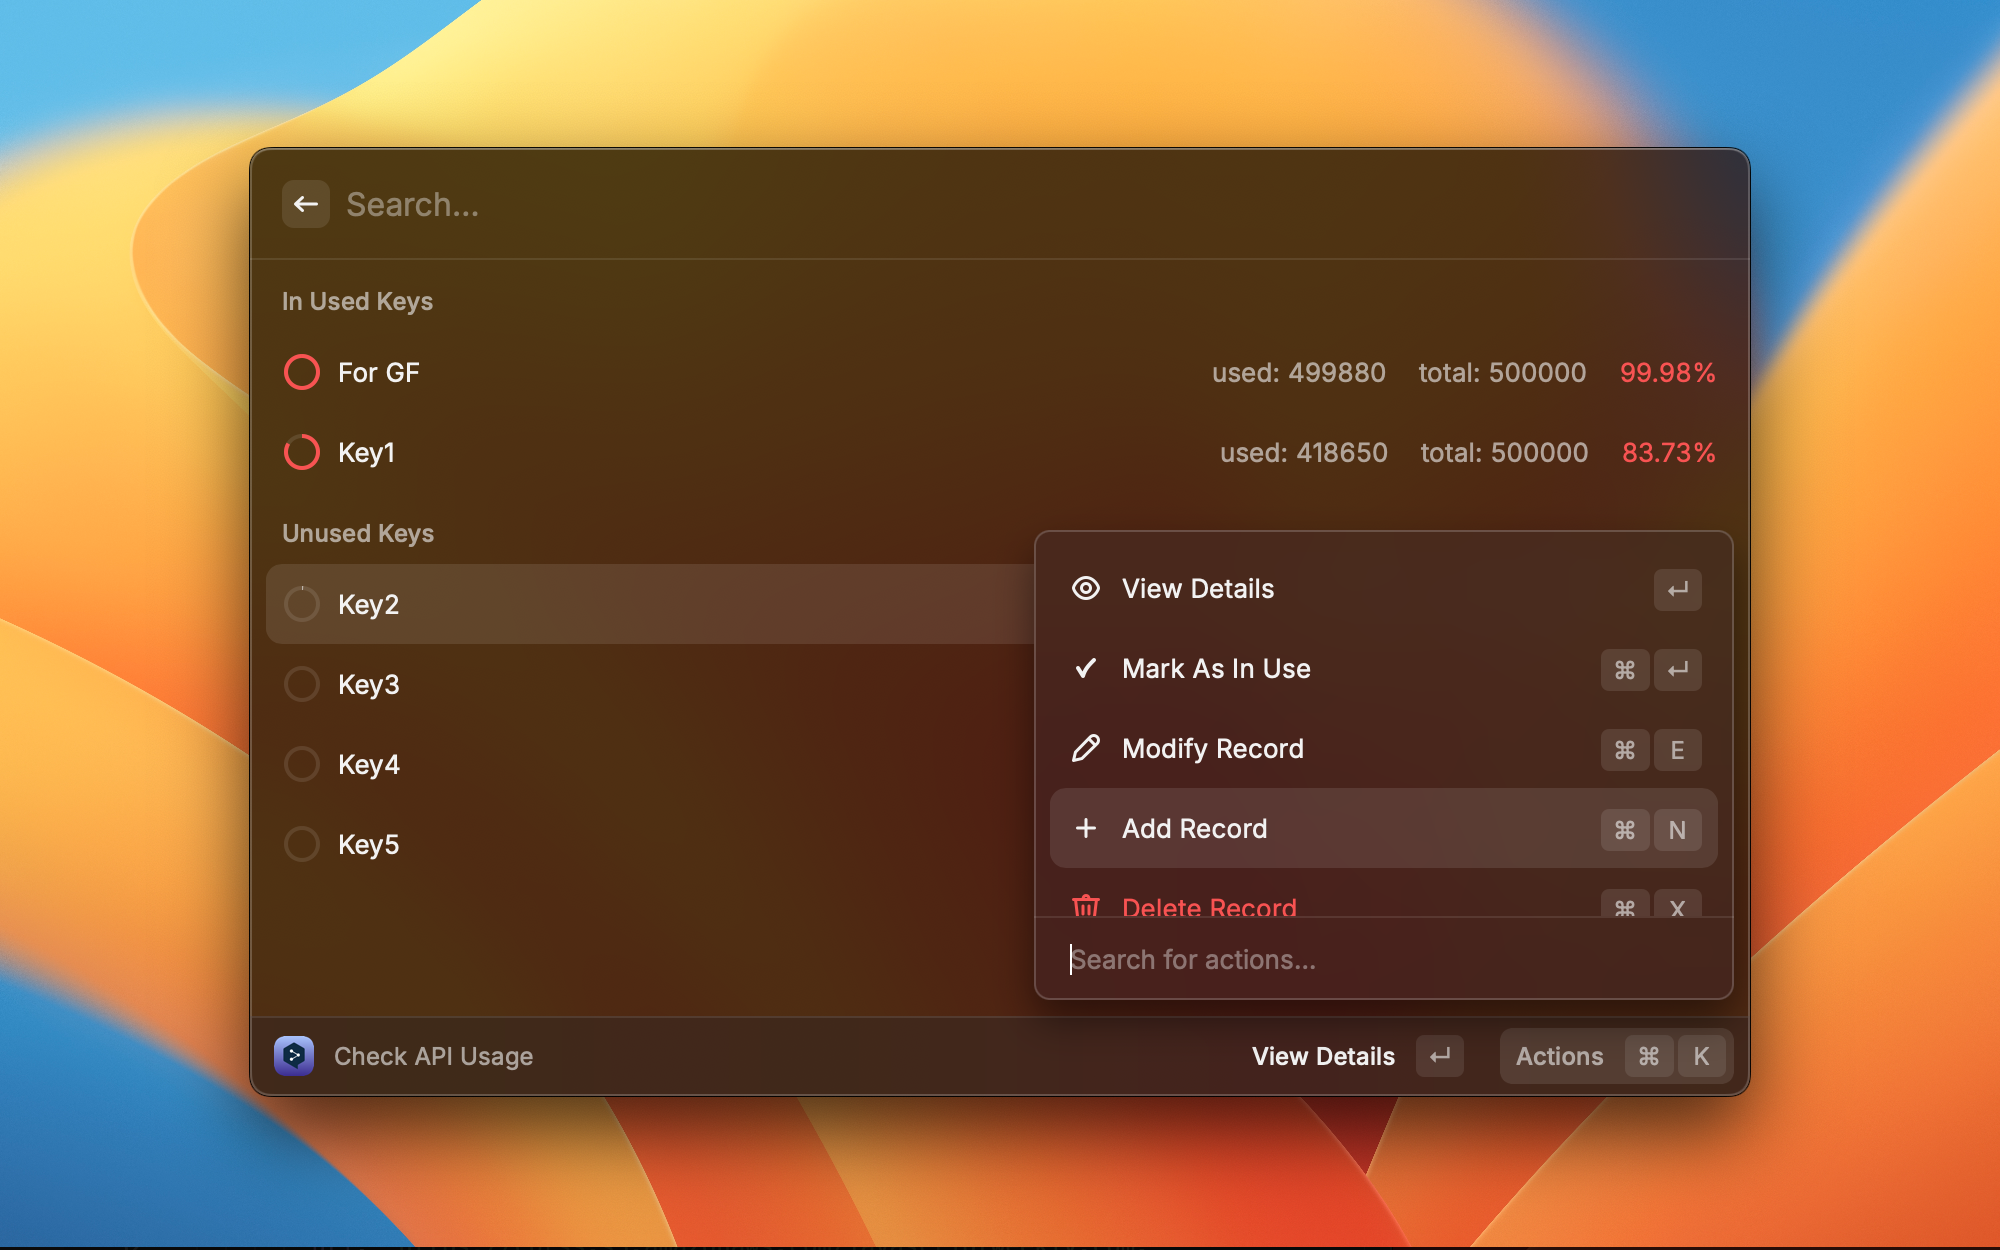 Search...
In Used Keys
For GF used: 499880 total: 500000 99.98%
Key1 used: 418650 total: 500000 83.73%
Unused Keys
Key2
Key3
Key4
Key5
View Details ↵
Mark As In Use ⌘ ↵
Modify Record ⌘ E
Add Record ⌘ N
Delete Record ⌘ X
Search for actions...
Check API Usage View Details ↵ Actions ⌘ K